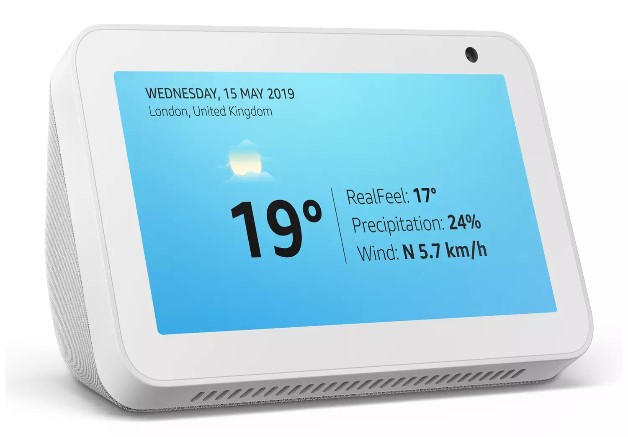 WEDNESDAY, 15 MAY 2019
London, United Kingdom
19°
RealFeel: 17°
Precipitation: 24%
Wind: N 5.7 km/h